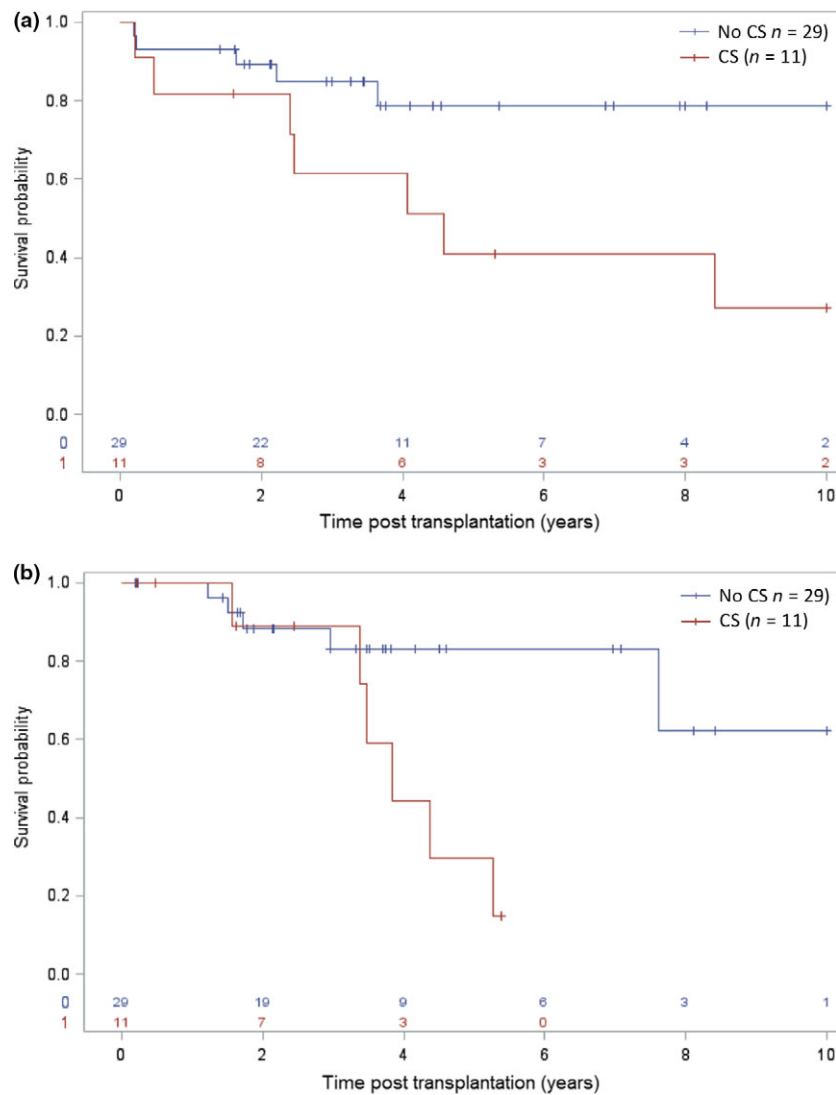 (a)
No CS n = 29)
CS (n = 11)
Survival probability
1.0
0.8
0.6
0.4
0.2
0.0
0 29 22 11 7 4 2
1 11 8 6 3 3 2
0 2 4 6 8 10
Time post transplantation (years)
(b)
No CS n = 29)
CS (n = 11)
Survival probability
1.0
0.8
0.6
0.4
0.2
0.0
0 29 19 9 6 3 1
1 11 7 3 0
0 2 4 6 8 10
Time post transplantation (years)